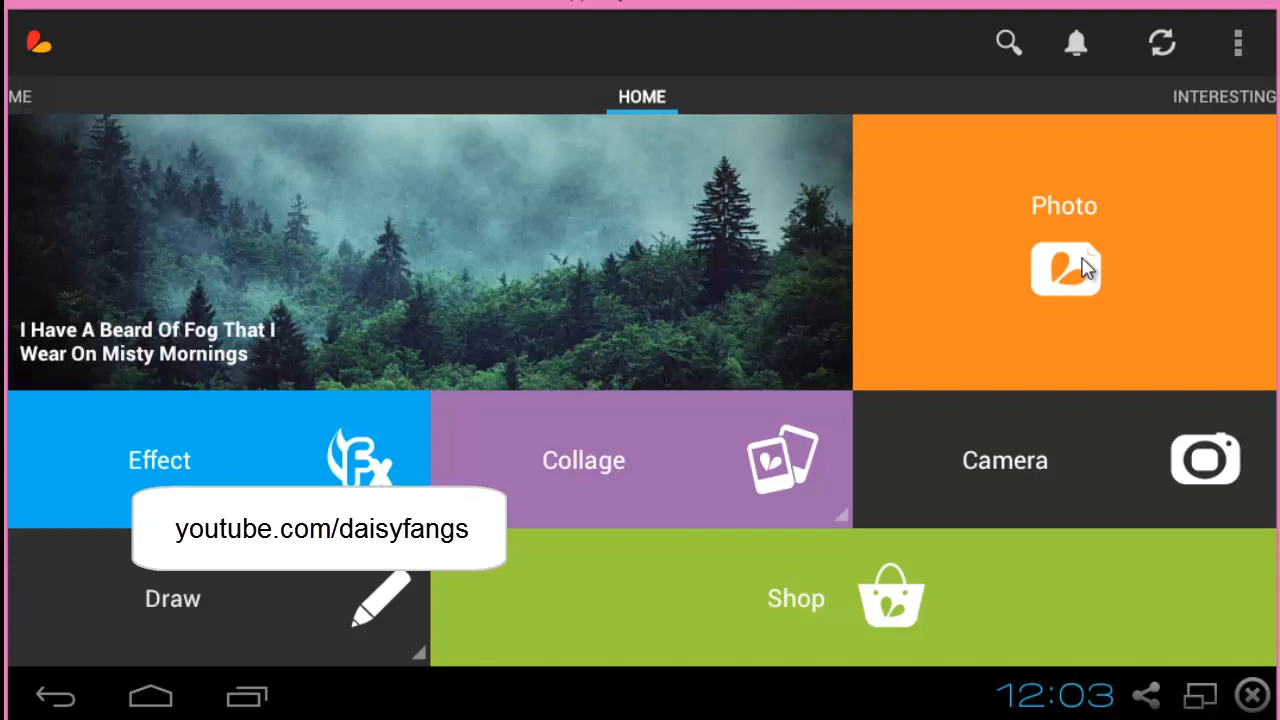 ME
HOME
INTERESTING
Photo
I Have A Beard Of Fog That I
Wear On Misty Mornings
Effect
Fx
Collage
Camera
youtube.com/daisyfangs
Draw
Shop
12:03